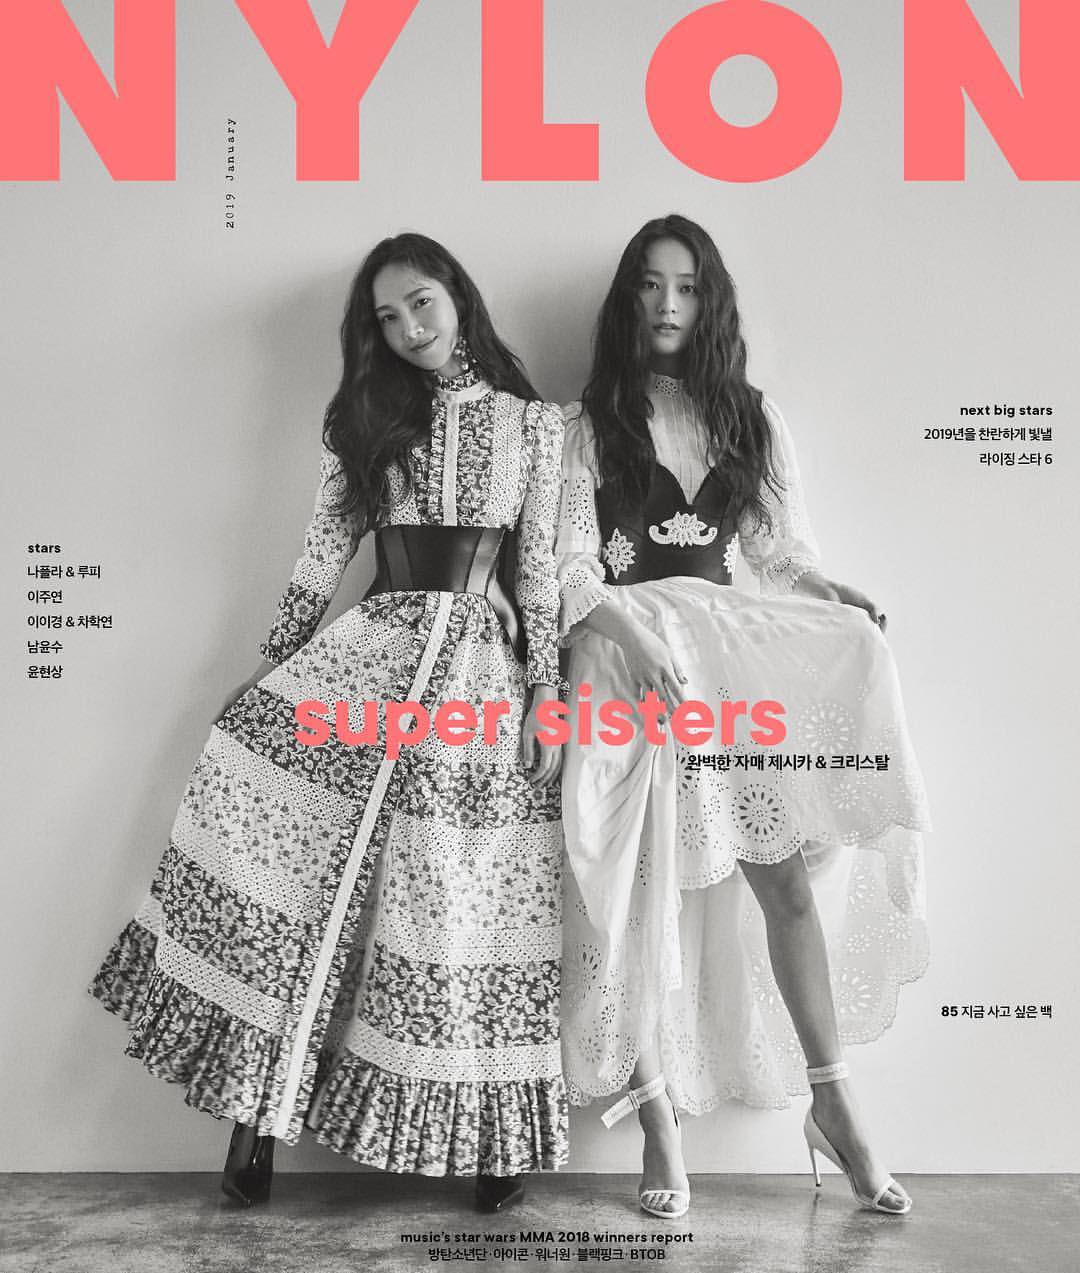 NYLON
2019 January
next big stars
2019년을 찬란하게 빛낼
라이징 스타 6
stars
나플라 & 루피
이주연
이이경 & 차학연
남윤수
윤현상
super sisters
완벽한 자매 제시카 & 크리스탈
85 지금 사고 싶은 백
music's star wars MMA 2018 winners report
방탄소년단·아이콘·워너원·블랙핑크·BTOB